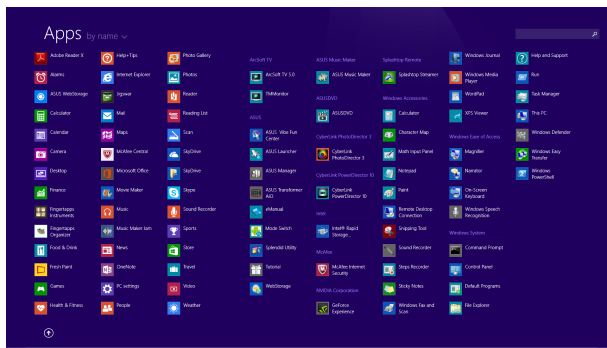 Apps by name
Adobe Reader X
Alarms
ASUS WebStorage
Calculator
Calendar
Camera
Desktop
Finance
Fingertapps
Instruments
Fingertapps
Organizer
Food & Drink
Fresh Paint
Games
Health & Fitness
Help+Tips
Internet Explorer
Jigswar
Mail
Maps
McAfee Central
Microsoft Office
Movie Maker
Music
Music Maker Jam
News
OneNote
PC settings
People
Photo Gallery
Photos
Reader
Reading List
Scan
SkyDrive
SkyDrive
Skype
Sound Recorder
Sports
Store
Travel
Video
Weather
ArcSoft TV
ArcSoft TV 5.0
TMMonitor
ASUS
ASUS Vibe Fun
Center
ASUS Launcher
ASUS Manager
ASUS Transformer
AiO
eManual
Mode Switch
Splendid Utility
Tutorial
WebStorage
ASUS Music Maker
ASUS Music Maker
ASUSDVD
ASUSDVD
CyberLink PhotoDirector 3
CyberLink
PhotoDirector 3
CyberLink PowerDirector 10
CyberLink
PowerDirector 10
Intel
Intel® Rapid
Storage...
McAfee
McAfee Internet
Security
NVIDIA Corporation
GeForce
Experience
Splashtop Remote
Splashtop Streamer
Windows Accessories
Calculator
Character Map
Math Input Panel
Notepad
Paint
Remote Desktop
Connection
Snipping Tool
Sound Recorder
Steps Recorder
Sticky Notes
Windows Fax and
Scan
Windows Journal
Windows Media
Player
WordPad
XPS Viewer
Windows Ease of Access
Magnifier
Narrator
On-Screen
Keyboard
Windows Speech
Recognition
Windows System
Command Prompt
Control Panel
Default Programs
File Explorer
Help and Support
Run
Task Manager
This PC
Windows Defender
Windows Easy
Transfer
Windows
PowerShell